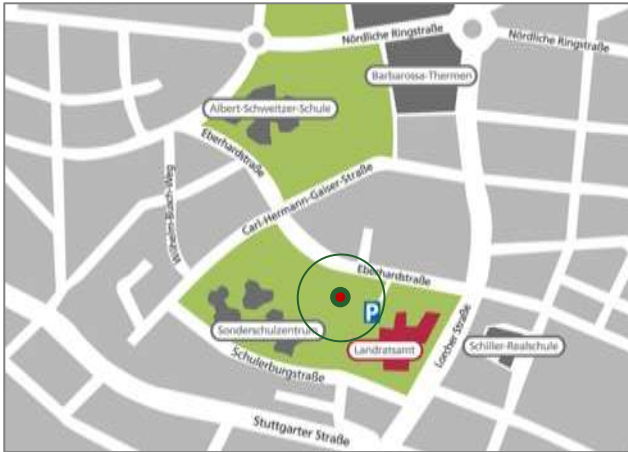 Nördliche Ringstraße
Nördliche Ringstraße
Barbarossa-Thermen
Albert-Schweitzer-Schule
Eberhardstraße
Wilhelm-Busch-Weg
Carl-Hermann-Gaiser-Straße
Eberhardstraße
P
Sonderschulzentrum
Landratsamt
Lorcher Straße
Schiller-Realschule
Schulerburgstraße
Stuttgarter Straße